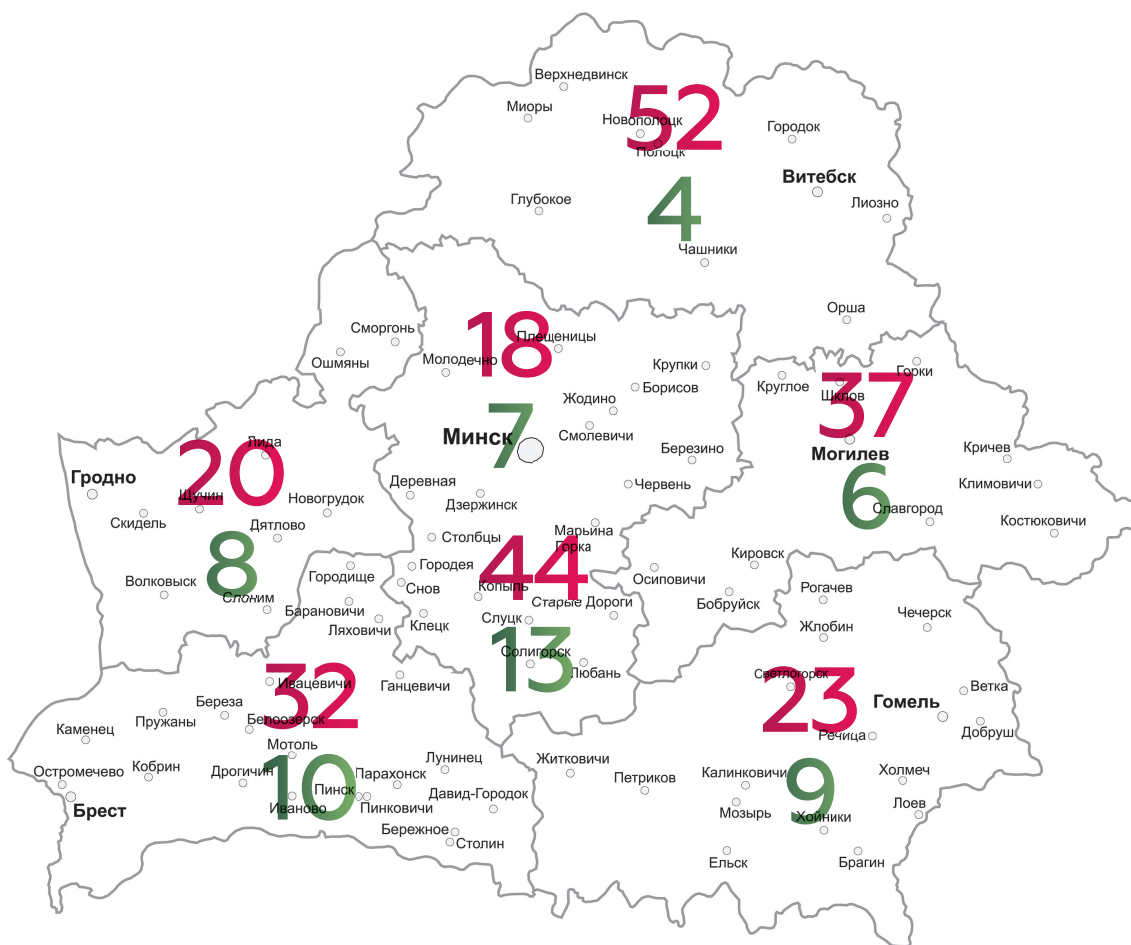 Верхнедвинск
52
Миоры
Новополоцк
Городок
Полоцк
Витебск
4
Глубокое
Лиозно
Чашники
Орша
18
Сморгонь
Плещеницы
Ошмяны
Молодечно
Крупки
Горки
Круглое
Борисов
Шклов
37
Жодино
7
Минск
Смолевичи
Лида
Березино
Могилев
Кричев
20
Гродно
Деревная
Червень
Климовичи
Щучин
Новогрудок
Дзержинск
6
Славгород
Скидель
Дятлово
Марьина
Горка
Костюковичи
Столбцы
8
Городея
44
Кировск
Городище
Осиповичи
Волковыск
Снов
Копыль
Рогачев
Слоним
Старые Дороги
Бобруйск
Барановичи
Слуцк
Чечерск
Ляховичи
Клецк
Жлобин
Солигорск
13
Любань
Светлогорск
Ивацевичи
32
Ганцевичи
Ветка
Береза
23
Гомель
Пружаны
Белоозерск
Каменец
Речица
Добруш
Мотоль
Лунинец
Житковичи
Остромечево
Кобрин
Дрогичин
Парахонск
Петриков
Калинковичи
Холмеч
10
Пинск
Давид-Городок
9
Брест
Иваново
Пинковичи
Мозырь
Хойники
Лоев
Бережное
Столин
Ельск
Брагин